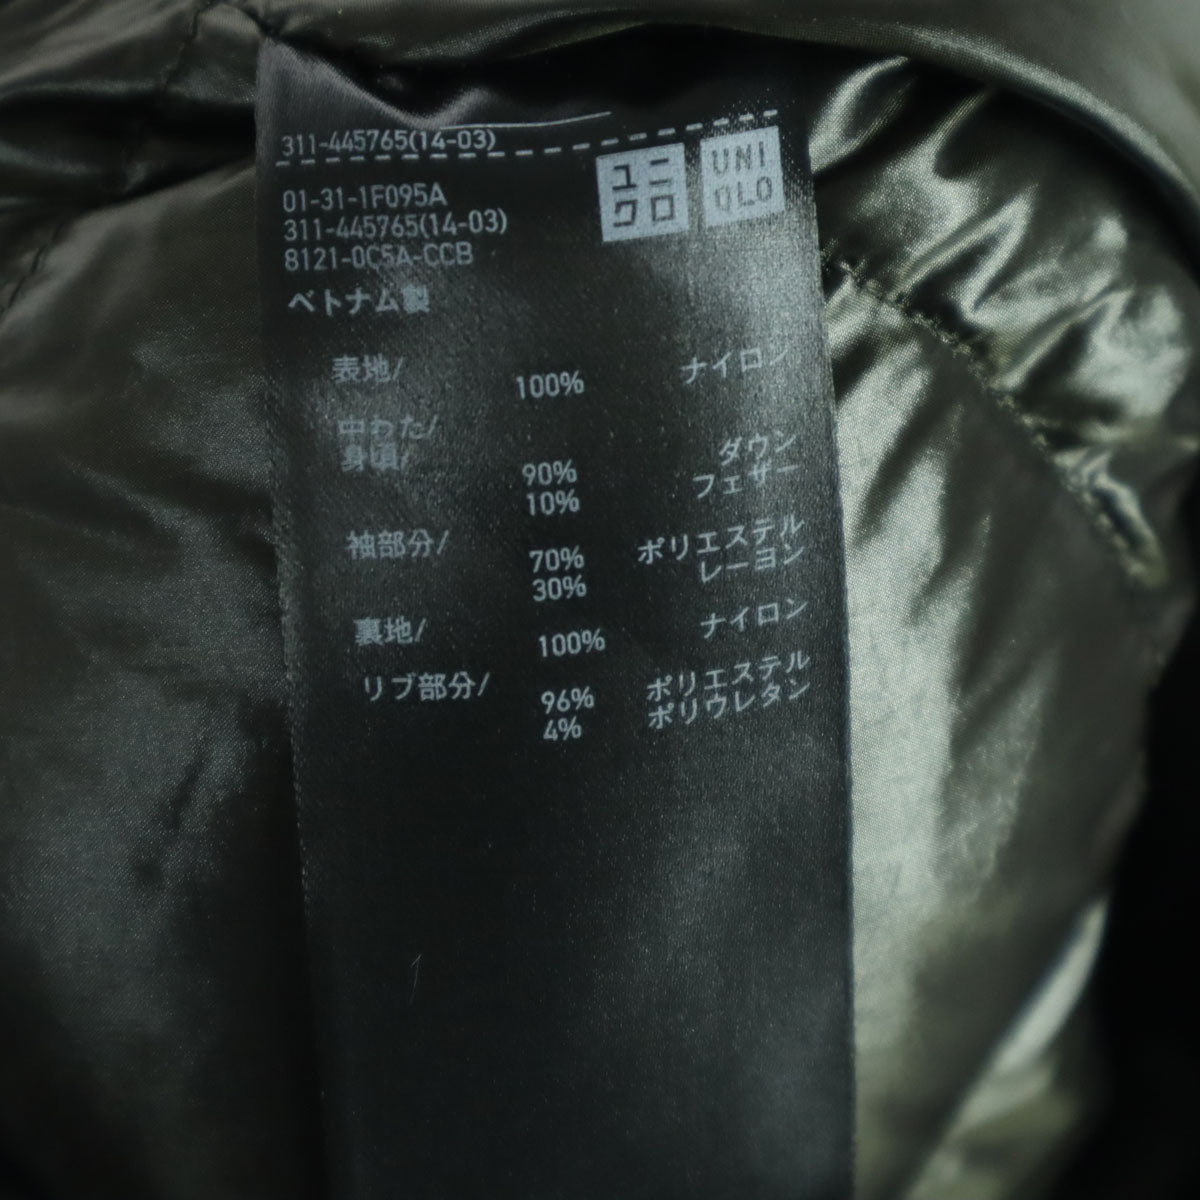 311-445765(14-03)
ユニ
クロ
UNI
QLO
01-31-1F095A
311-445765(14-03)
8121-0C5A-CCB
ベトナム製
表地/
100% ナイロン
中わた/
身頃/
90% ダウン
10% フェザー
袖部分/
70% ポリエステル
30% レーヨン
裏地/
100% ナイロン
リブ部分/
96% ポリエステル
4% ポリウレタン